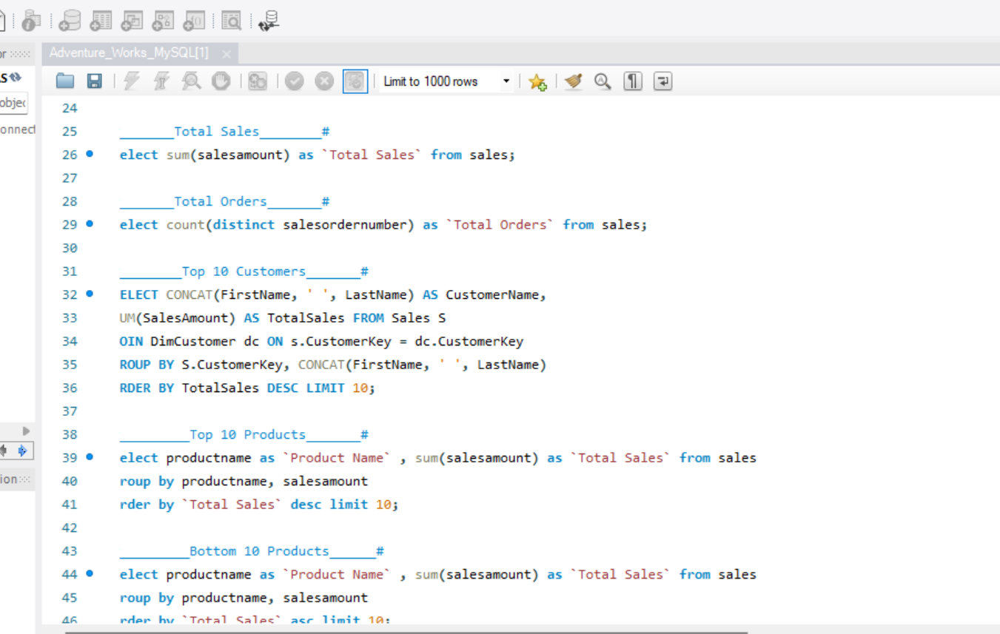 or
Adventure_Works_MySQL[1] ×
Limit to 1000 rows
objec
onnect
ion
24
25 _______Total Sales________#
26 elect sum(salesamount) as `Total Sales` from sales;
27
28 _______Total Orders_______#
29 elect count(distinct salesordernumber) as `Total Orders` from sales;
30
31 ________Top 10 Customers_______#
32 ELECT CONCAT(FirstName, ' ', LastName) AS CustomerName,
33 UM(SalesAmount) AS TotalSales FROM Sales S
34 OIN DimCustomer dc ON s.CustomerKey = dc.CustomerKey
35 ROUP BY S.CustomerKey, CONCAT(FirstName, ' ', LastName)
36 RDER BY TotalSales DESC LIMIT 10;
37
38 _________Top 10 Products_______#
39 elect productname as `Product Name` , sum(salesamount) as `Total Sales` from sales
40 roup by productname, salesamount
41 rder by `Total Sales` desc limit 10;
42
43 _________Bottom 10 Products______#
44 elect productname as `Product Name` , sum(salesamount) as `Total Sales` from sales
45 roup by productname, salesamount
46 rder by `Total Sales` asc limit 10;